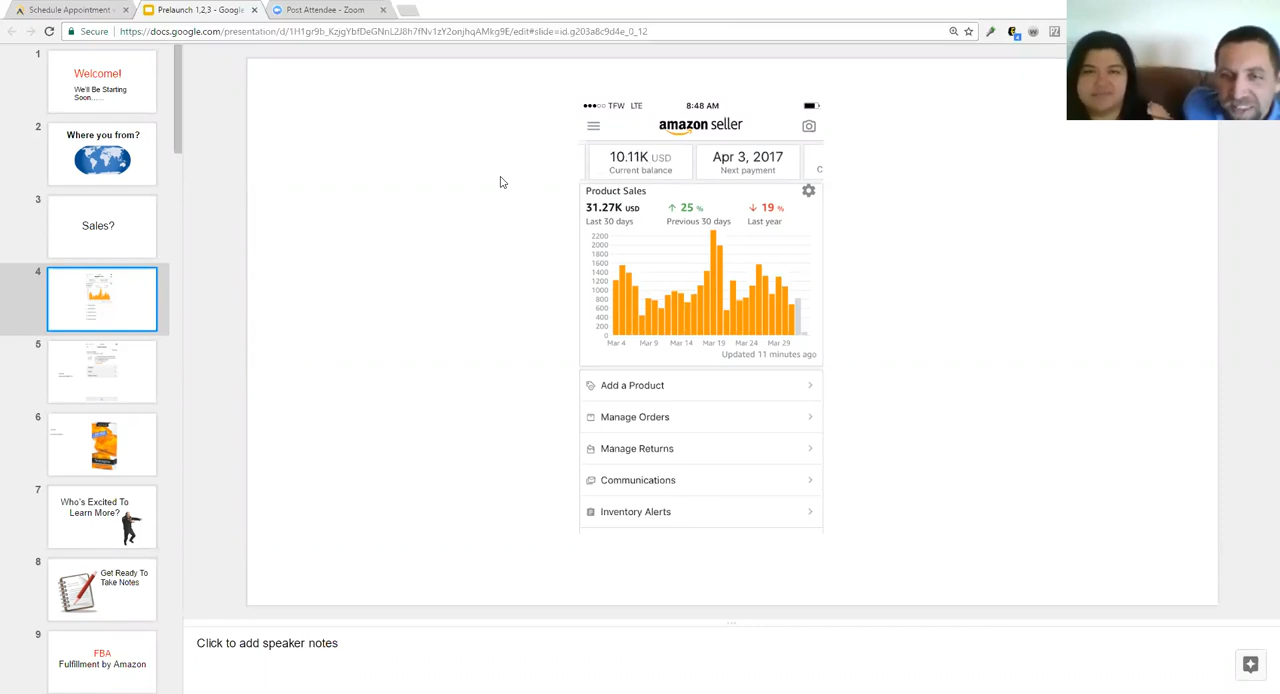 Schedule Appointment
Prelaunch 1,2,3 - Google
Post Attendee - Zoom
Secure
https://docs.google.com/presentation/d/1H1gr9b_KzjgYbfDeGNnL2J8h7fNv1zY2onjhqAMkg9E/edit#slide=id.g203a8c9d4e_0_12
1
Welcome!
We'll Be Starting
Soon......
2
Where you from?
3
Sales?
4
5
6
7
Who's Excited To
Learn More?
8
Get Ready To
Take Notes
9
FBA
Fulfillment by Amazon
TFW LTE 8:48 AM
amazon seller
10.11K USD
Current balance
Apr 3, 2017
Next payment
C
Product Sales
31.27K USD
Last 30 days
25 %
Previous 30 days
19 %
Last year
2200
2000
1800
1600
1400
1200
1000
800
600
400
200
0
Mar 4 Mar 9 Mar 14 Mar 19 Mar 24 Mar 29
Updated 11 minutes ago
Add a Product
Manage Orders
Manage Returns
Communications
Inventory Alerts
Click to add speaker notes